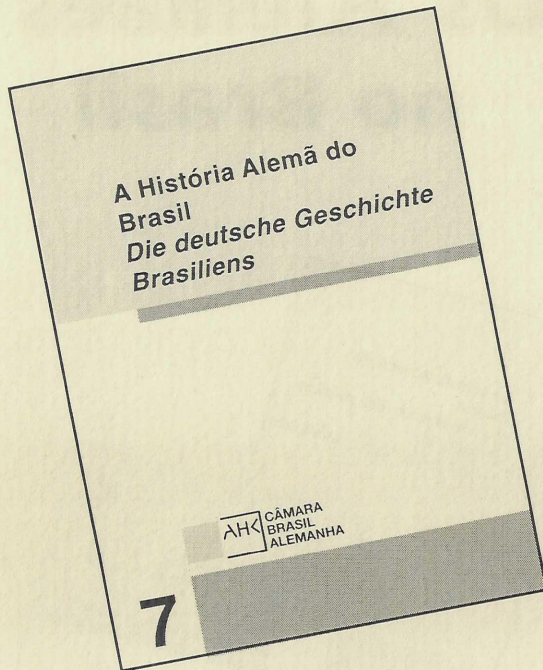 A História Alemã do
Brasil
Die deutsche Geschichte
Brasiliens
AHK
CÂMARA
BRASIL
ALEMANHA
7